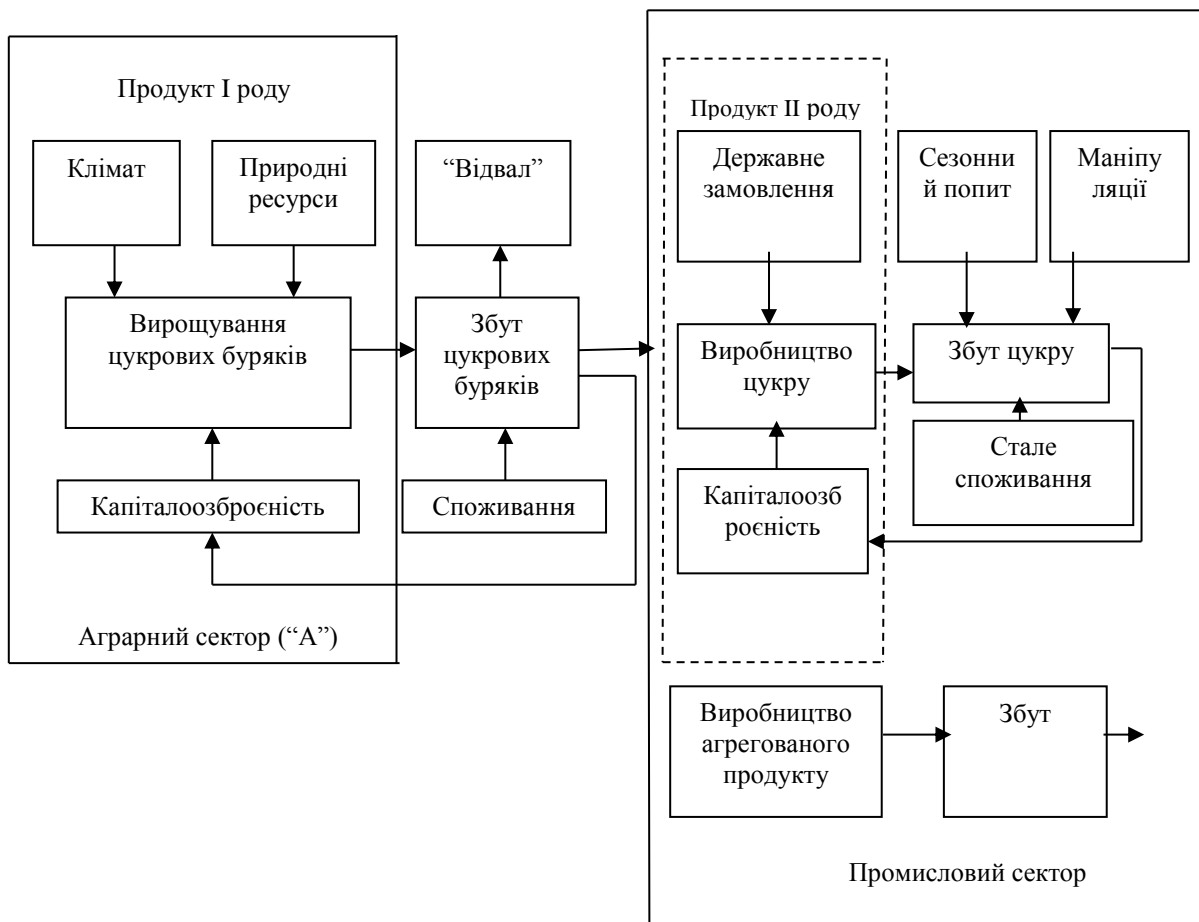 Продукт І роду
Клімат
Природні
ресурси
“Відвал”
Вирощування
цукрових буряків
Збут
цукрових
буряків
Капіталоозброєність
Споживання
Аграрний сектор (“А”)
Продукт ІІ роду
Державне
замовлення
Сезонни
й попит
Маніпу
ляції
Виробництво
цукру
Збут цукру
Капіталоозб
роєність
Стале
споживання
Виробництво
агрегованого
продукту
Збут
Промисловий сектор